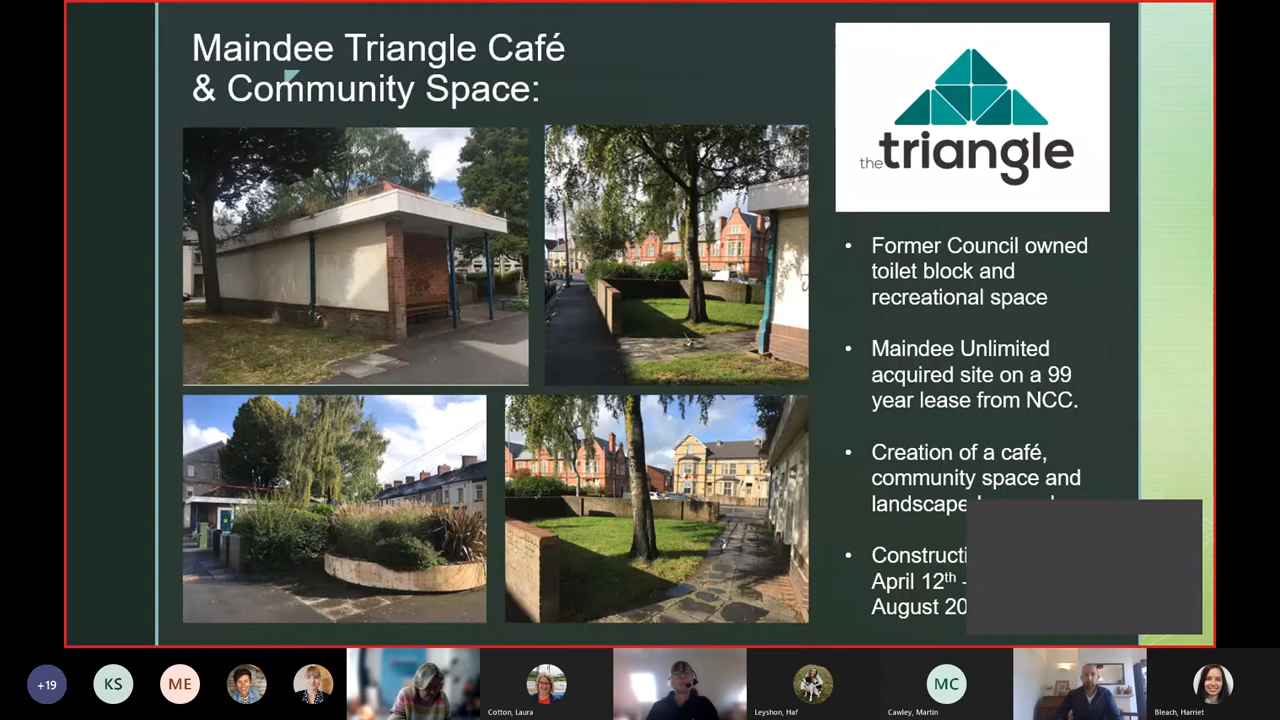 Maindee Triangle Café
& Community Space:
the triangle
• Former Council owned
toilet block and
recreational space
• Maindee Unlimited
acquired site on a 99
year lease from NCC.
• Creation of a café,
community space and
landscape
• Constructi
April 12th -
August 20
+19
KS
ME
Cotton, Laura
Leyshon, Haf
MC
Cawley, Martin
Bleach, Harriet